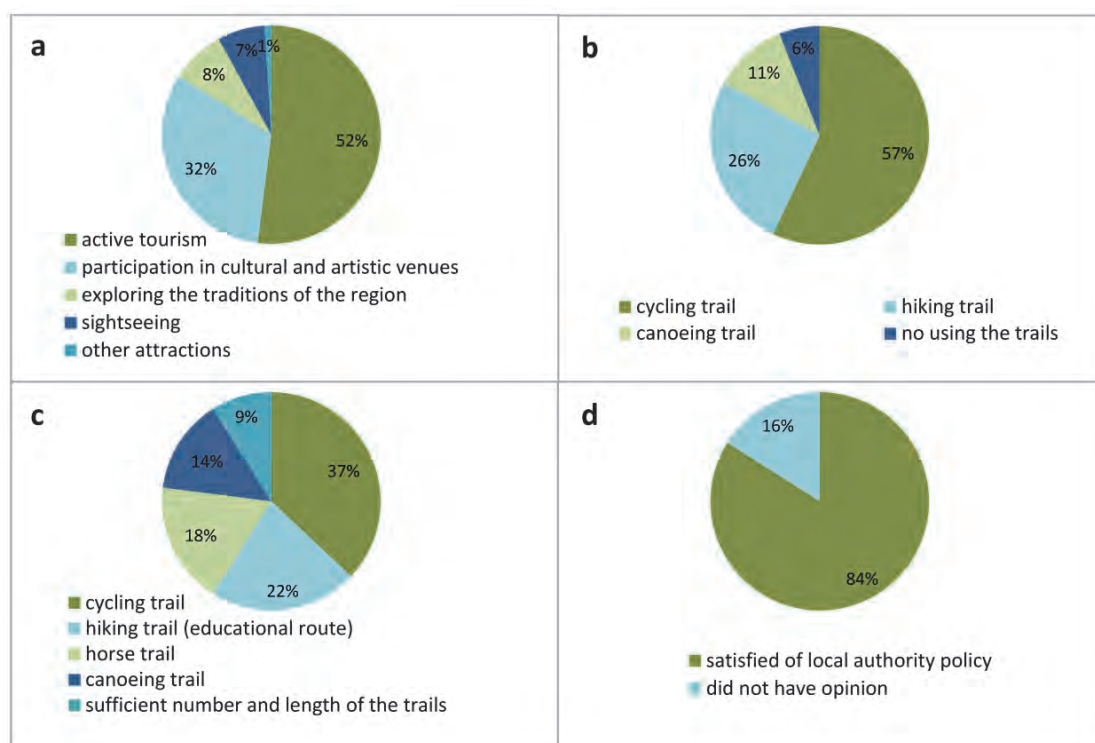 a
7%
1%
8%
52%
32%
active tourism
participation in cultural and artistic venues
exploring the traditions of the region
sightseeing
other attractions
b
6%
11%
57%
26%
cycling trail
hiking trail
canoeing trail
no using the trails
c
9%
37%
14%
18%
22%
cycling trail
hiking trail (educational route)
horse trail
canoeing trail
sufficient number and length of the trails
d
16%
84%
satisfied of local authority policy
did not have opinion